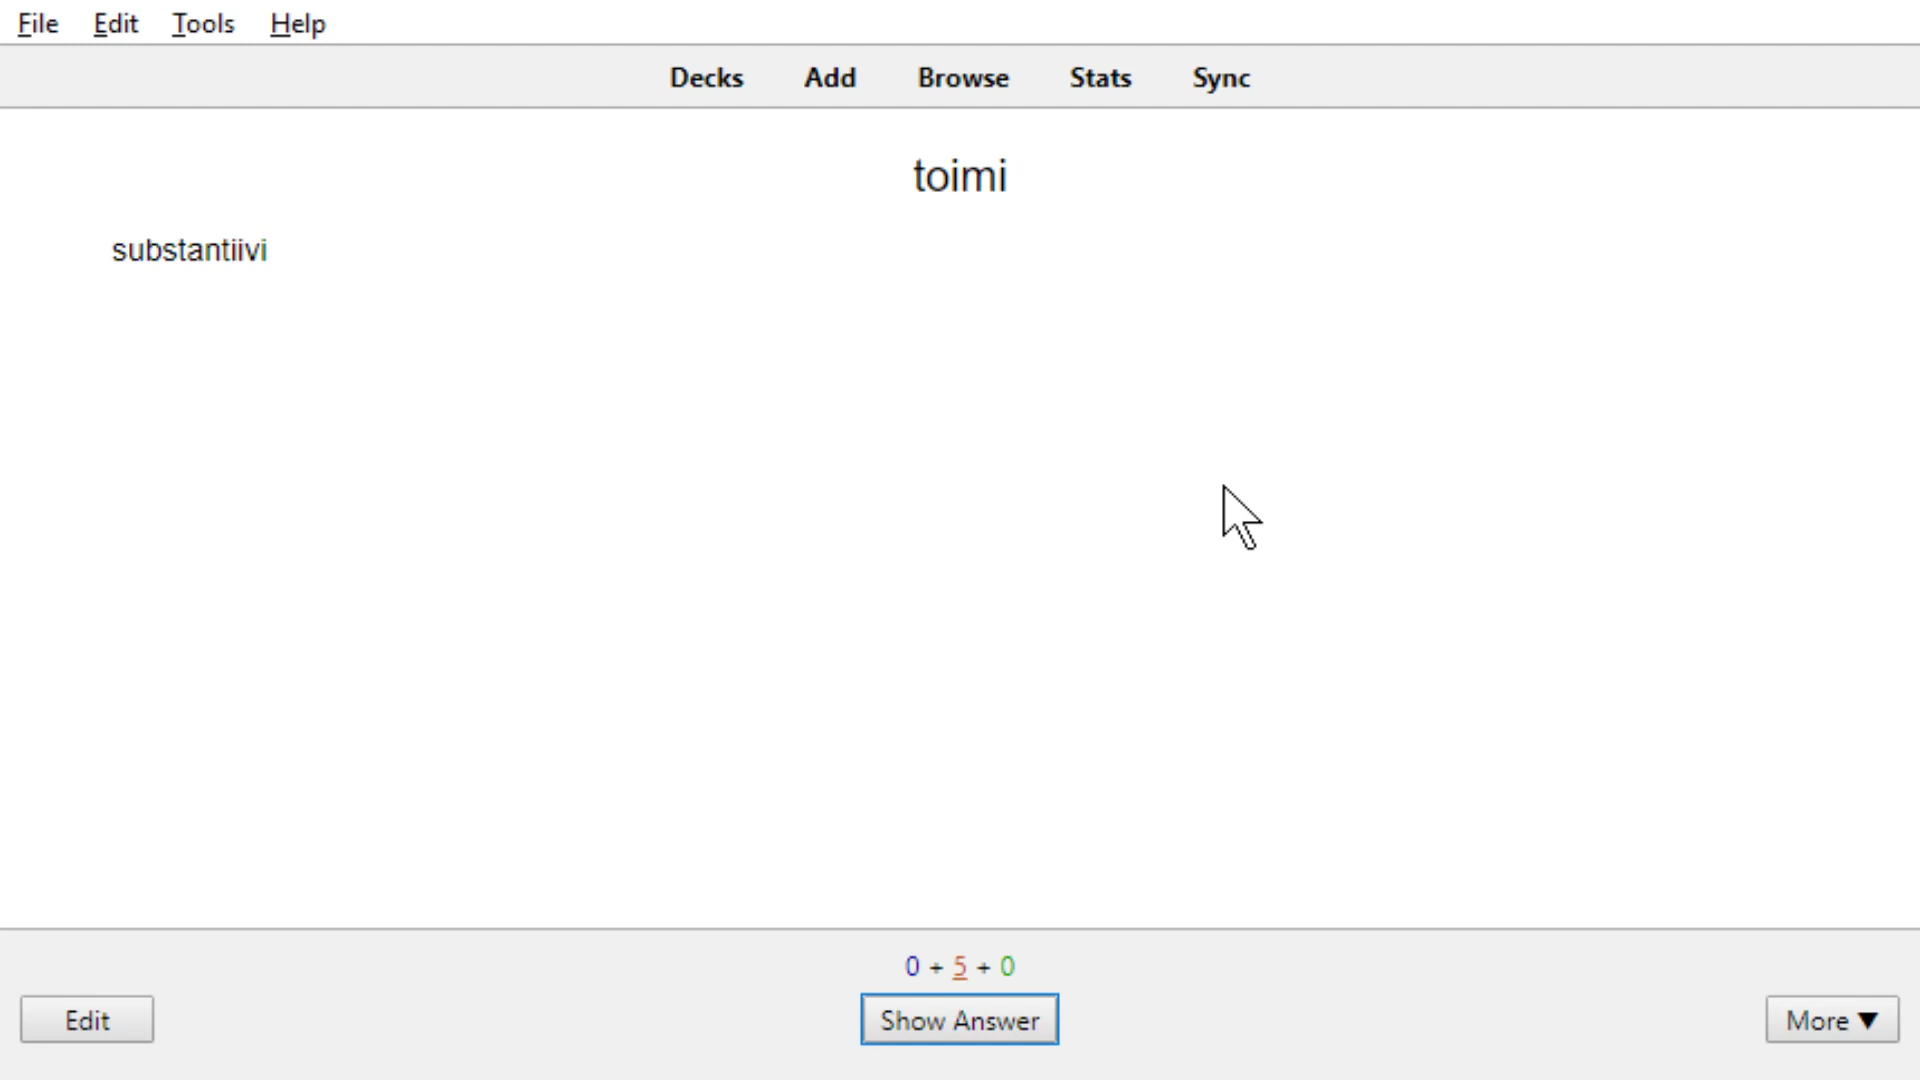 File Edit Tools Help
Decks Add Browse Stats Sync
toimi
substantiivi
0 + 5 + 0
Edit Show Answer More ▼